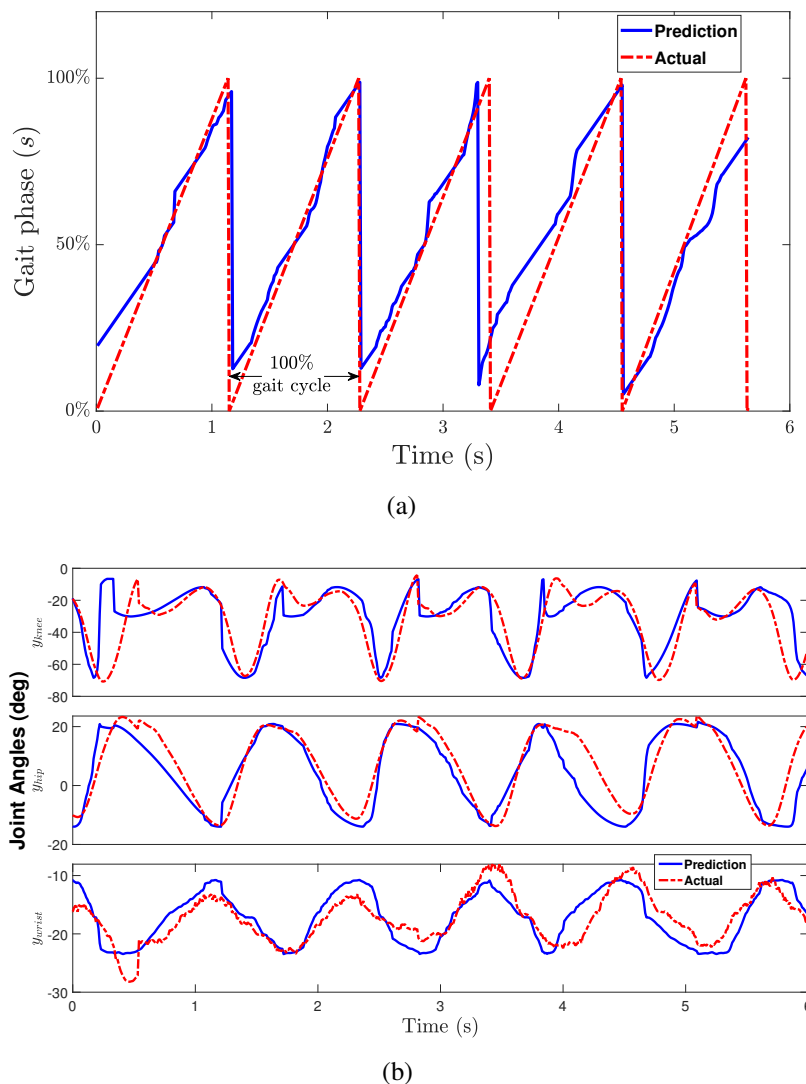 Prediction
Actual
100%
50%
0%
Gait phase (s)
100%
gait cycle
0 1 2 3 4 5 6
Time (s)
(a)
0
-20
-40
-60
-80
y_knee
20
0
-20
y_hip
Joint Angles (deg)
Prediction
Actual
-10
-20
-30
y_wrist
0 1 2 3 4 5 6
Time (s)
(b)